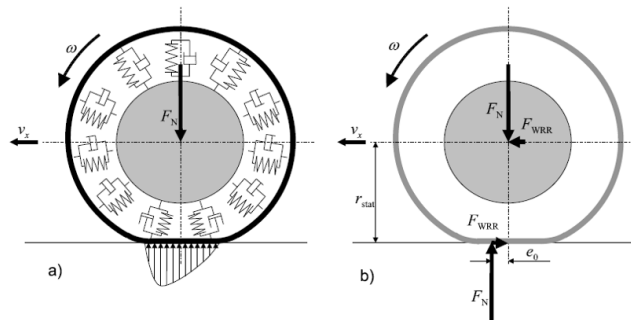 ω
F_N
v_x
a)
ω
F_N
F_WRR
v_x
r_stat
F_WRR
e_0
b)
F_N